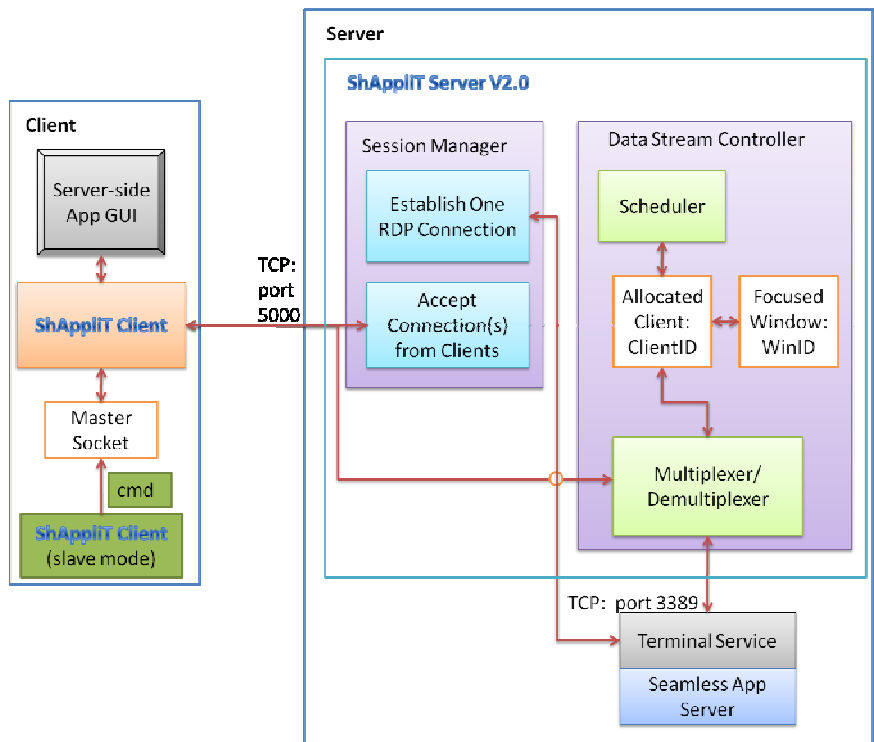 Server
ShAppliT Server V2.0
Client
Server-side
App GUI
ShAppliT Client
Master
Socket
cmd
ShAppliT Client
(slave mode)
TCP:
port
5000
Session Manager
Establish One
RDP Connection
Accept
Connection(s)
from Clients
Data Stream Controller
Scheduler
Allocated
Client:
ClientID
Focused
Window:
WinID
Multiplexer/
Demultiplexer
TCP: port 3389
Terminal Service
Seamless App
Server